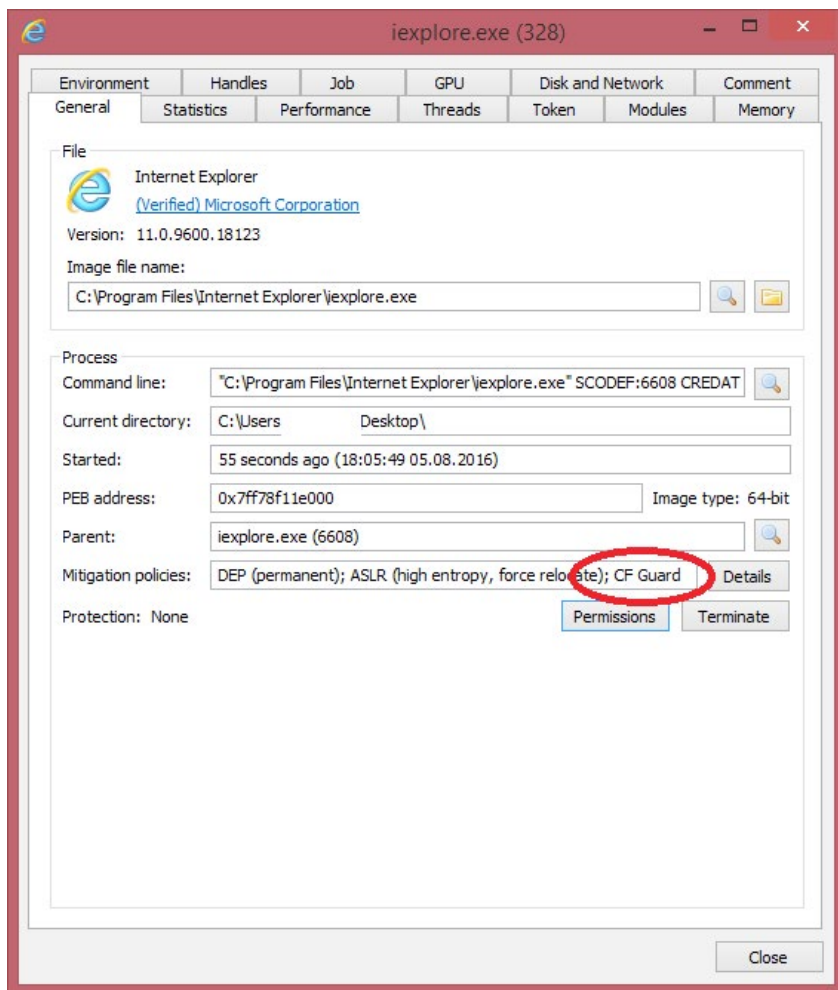 iexplore.exe (328)
Environment Handles Job GPU Disk and Network Comment
General Statistics Performance Threads Token Modules Memory
File
Internet Explorer
(Verified) Microsoft Corporation
Version: 11.0.9600.18123
Image file name:
C:\Program Files\Internet Explorer\iexplore.exe
Process
Command line: "C:\Program Files\Internet Explorer\iexplore.exe" SCODEF:6608 CREDAT
Current directory: C:\Users Desktop\
Started: 55 seconds ago (18:05:49 05.08.2016)
PEB address: 0x7ff78f11e000 Image type: 64-bit
Parent: iexplore.exe (6608)
Mitigation policies: DEP (permanent); ASLR (high entropy, force relocate); CF Guard Details
Protection: None Permissions Terminate
Close